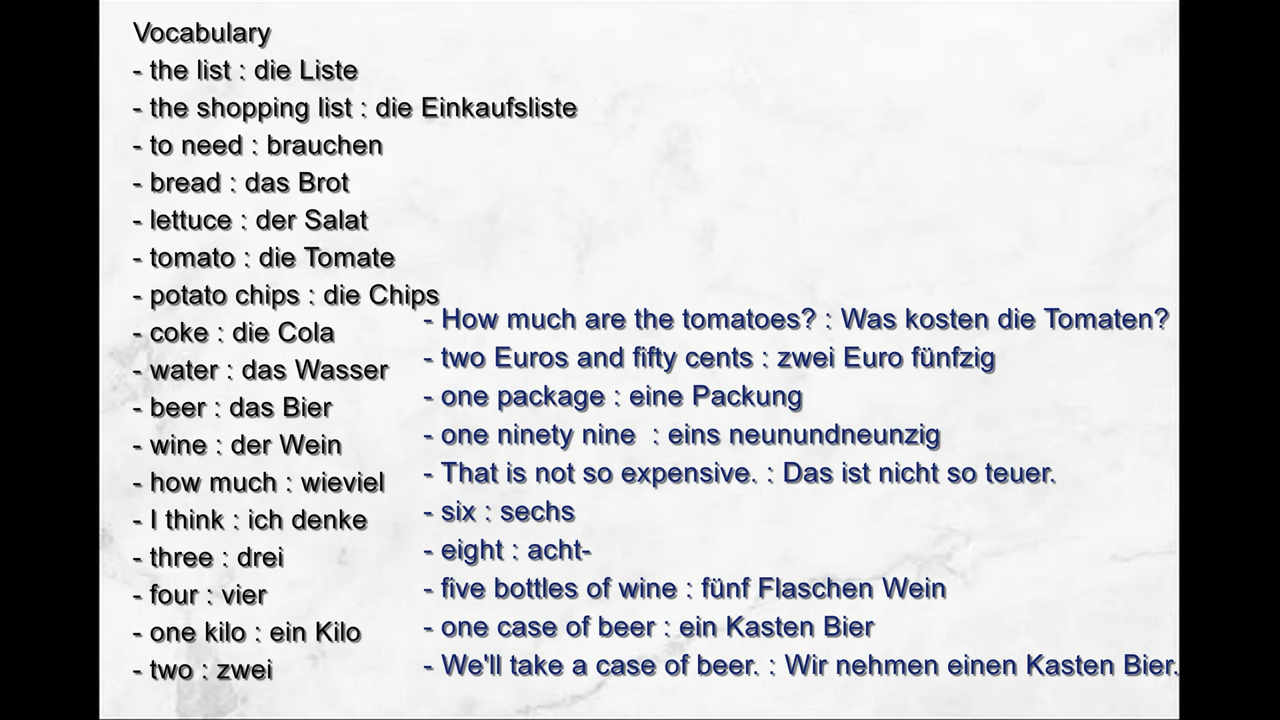 Vocabulary
- the list : die Liste
- the shopping list : die Einkaufsliste
- to need : brauchen
- bread : das Brot
- lettuce : der Salat
- tomato : die Tomate
- potato chips : die Chips
- coke : die Cola
- water : das Wasser
- beer : das Bier
- wine : der Wein
- how much : wieviel
- I think : ich denke
- three : drei
- four : vier
- one kilo : ein Kilo
- two : zwei
- How much are the tomatoes? : Was kosten die Tomaten?
- two Euros and fifty cents : zwei Euro fünfzig
- one package : eine Packung
- one ninety nine  : eins neunundneunzig
- That is not so expensive. : Das ist nicht so teuer.
- six : sechs
- eight : acht-
- five bottles of wine : fünf Flaschen Wein
- one case of beer : ein Kasten Bier
- We'll take a case of beer. : Wir nehmen einen Kasten Bier.